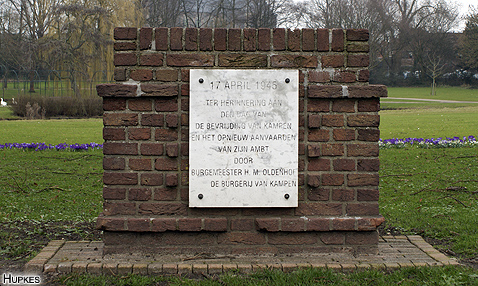 17 APRIL 1945
TER HERINNERING AAN
DEN DAG VAN
DE BEVRIJDING VAN KAMPEN
EN HET OPNIEUW AANVAARDEN
VAN ZIJN AMBT
DOOR
BURGEMEESTER H. M. OLDENHOF
DE BURGERIJ VAN KAMPEN
HUPKES